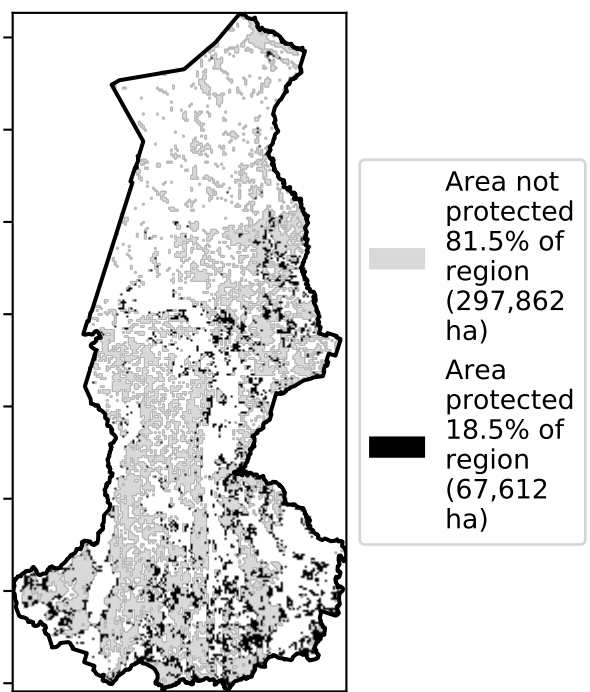 Area not
protected
81.5% of
region
(297,862
ha)
Area
protected
18.5% of
region
(67,612
ha)